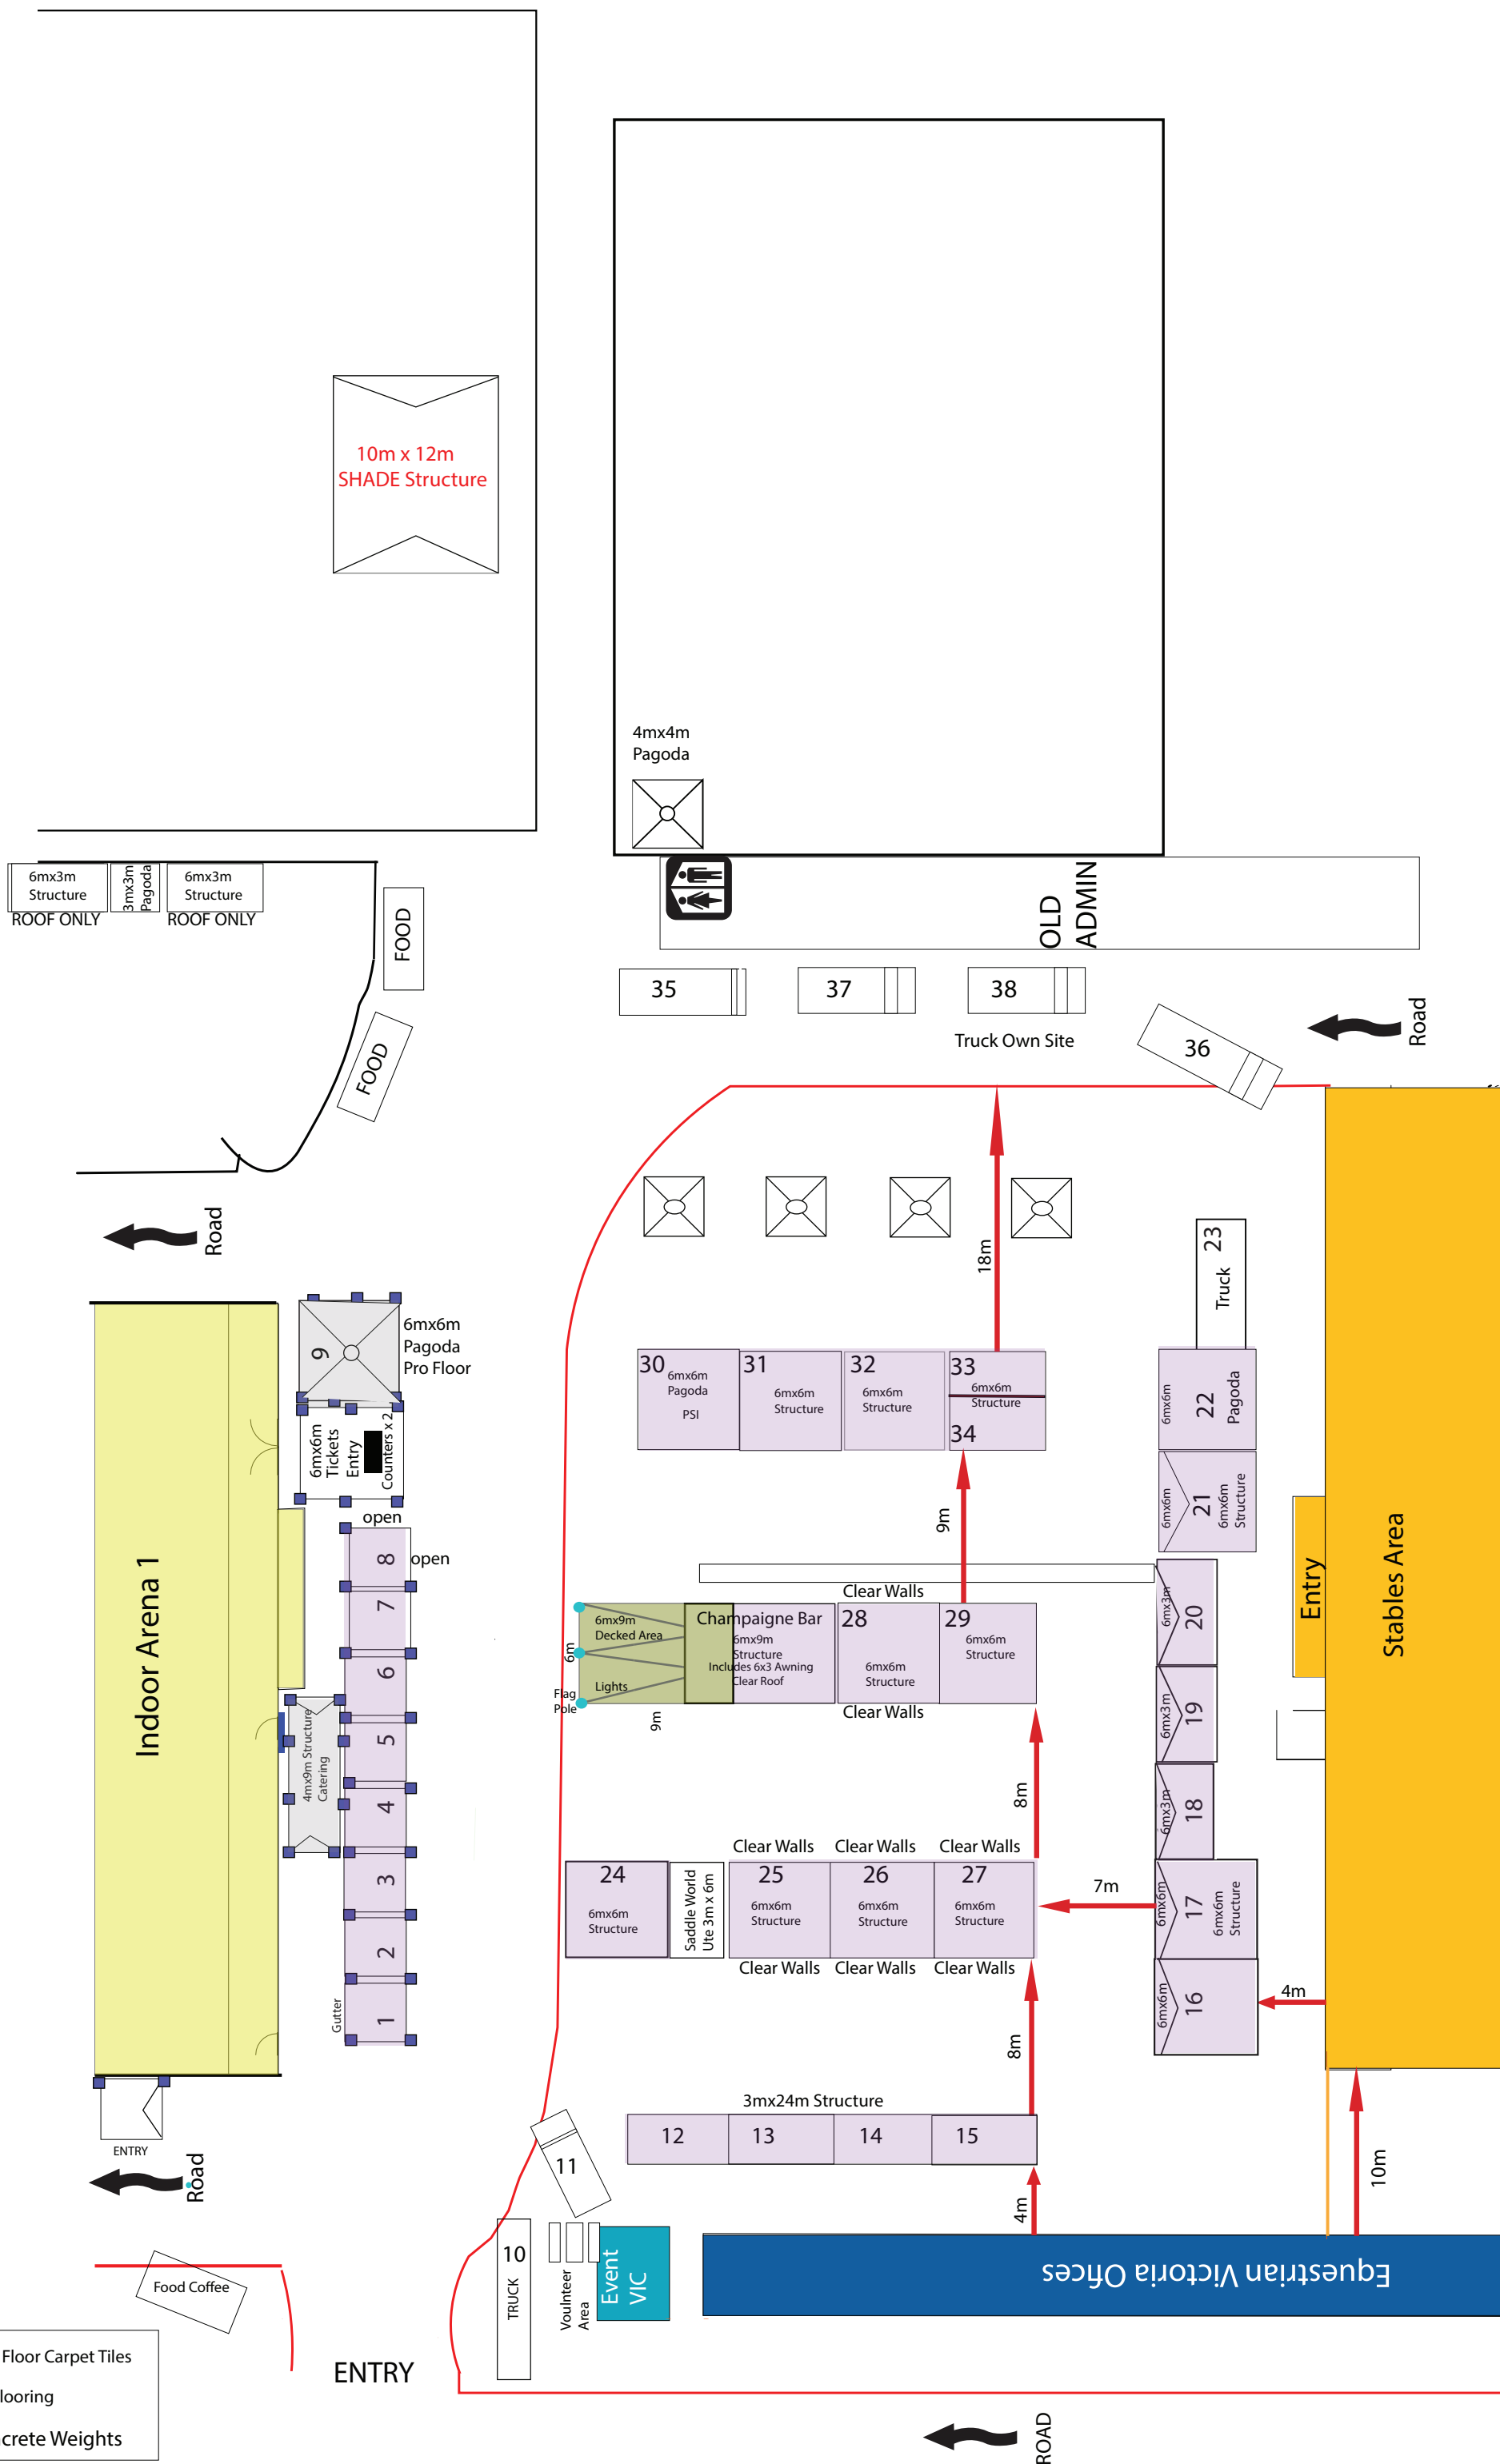 10m x 12m
SHADE Structure
4mx4m
Pagoda
6mx3m
Structure
ROOF ONLY
3mx3m
Pagoda
6mx3m
Structure
ROOF ONLY
FOOD
FOOD
OLD
ADMIN
35
37
38
Truck Own Site
36
Road
Road
18m
23
Truck
9
6mx6m
Pagoda
Pro Floor
6mx6m
Tickets
Entry
Counters x 2
open
open
30
6mx6m
Pagoda
PSI
31
6mx6m
Structure
32
6mx6m
Structure
33
6mx6m
Structure
34
6mx6m
22
Pagoda
6mx6m
21
6mx6m
Structure
9m
Indoor Arena 1
8
7
6
5
4
3
2
1
4mx9m Structure
Catering
Gutter
Clear Walls
6mx9m
Decked Area
6m
Lights
Flag
Pole
9m
Champaigne Bar
6mx9m
Structure
Includes 6x3 Awning
Clear Roof
28
6mx6m
Structure
29
6mx6m
Structure
Clear Walls
6mx3m
20
6mx3m
19
6mx3m
18
6mx6m
17
6mx6m
Structure
6mx6m
16
Entry
Stables Area
8m
7m
4m
Clear Walls
Clear Walls
Clear Walls
24
6mx6m
Structure
Saddle World
Ute 3m x 6m
25
6mx6m
Structure
26
6mx6m
Structure
27
6mx6m
Structure
Clear Walls
Clear Walls
Clear Walls
8m
3mx24m Structure
12
13
14
15
11
4m
10m
ENTRY
Road
10
TRUCK
Voulnteer
Area
Event
VIC
Equestrian Victoria Offices
Food Coffee
Floor Carpet Tiles
looring
crete Weights
ENTRY
ROAD